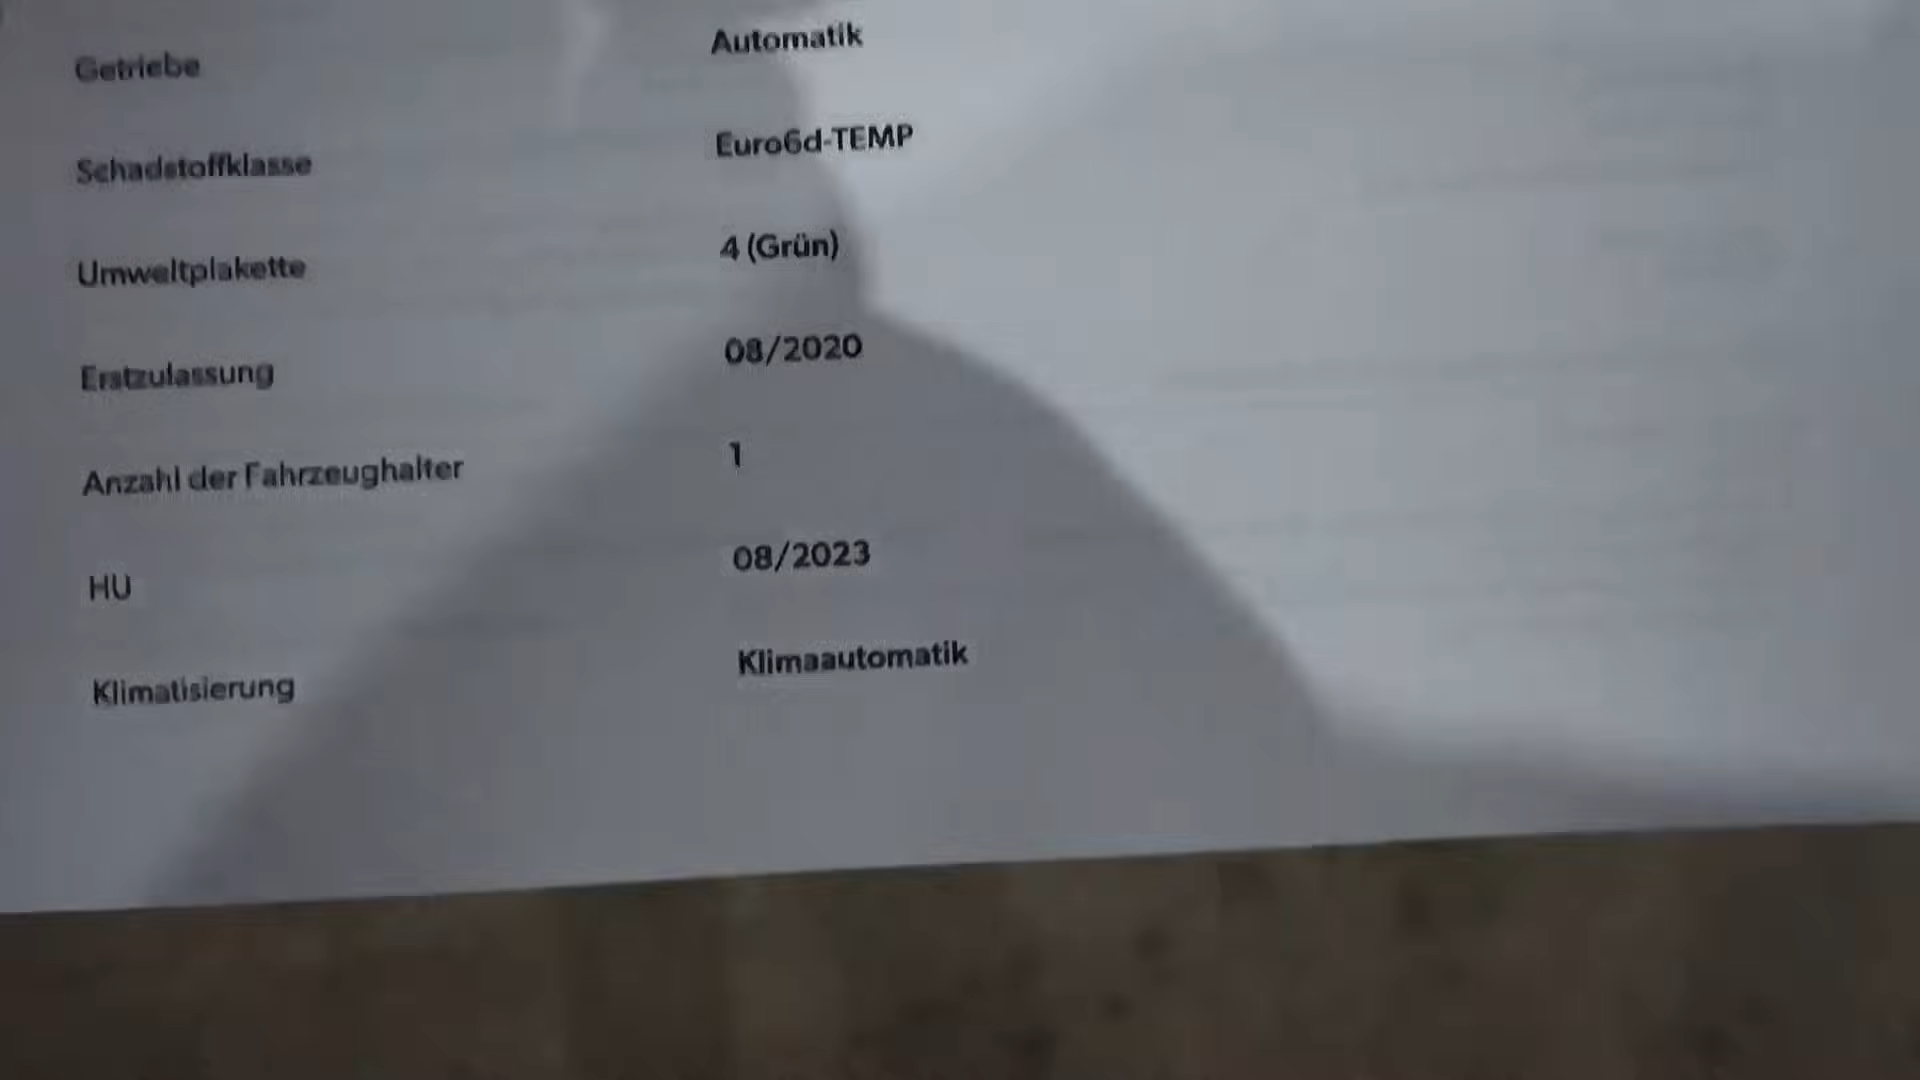 Getriebe Automatik
Schadstoffklasse Euro6d-TEMP
Umweltplakette 4 (Grün)
Erstzulassung 08/2020
Anzahl der Fahrzeughalter 1
HU 08/2023
Klimatisierung Klimaautomatik